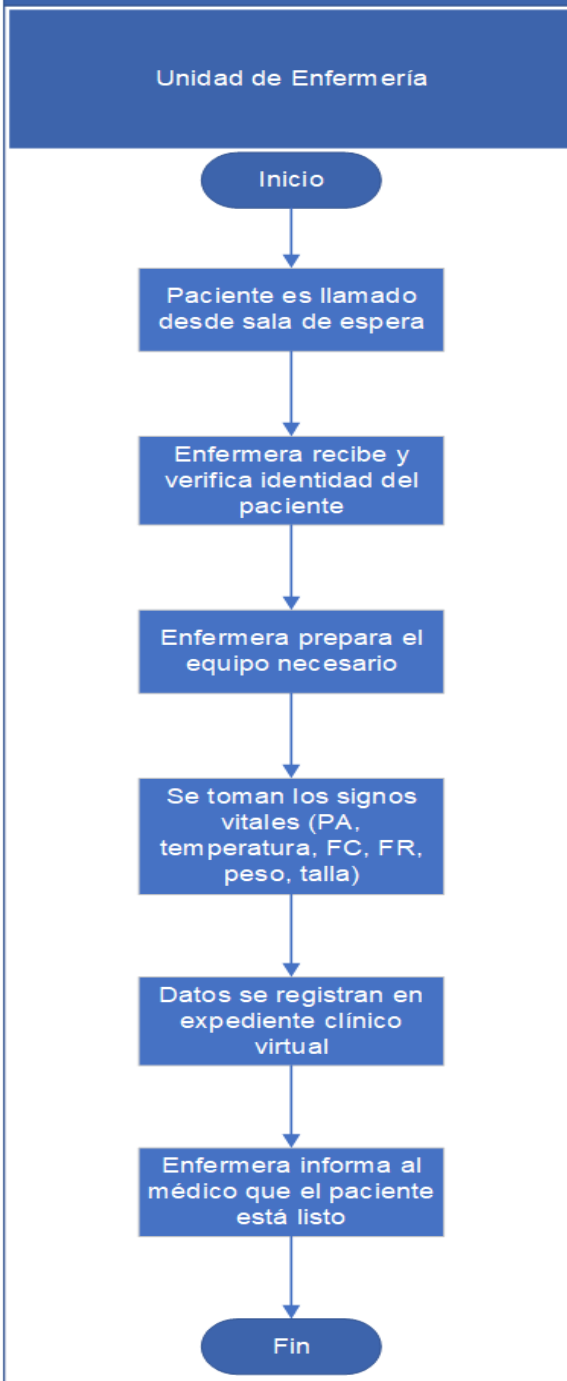 Unidad de Enfermería
Inicio
Paciente es llamado
desde sala de espera
Enfermera recibe y
verifica identidad del
paciente
Enfermera prepara el
equipo necesario
Se toman los signos
vitales (PA,
temperatura, FC, FR,
peso, talla)
Datos se registran en
expediente clínico
virtual
Enfermera informa al
médico que el paciente
está listo
Fin